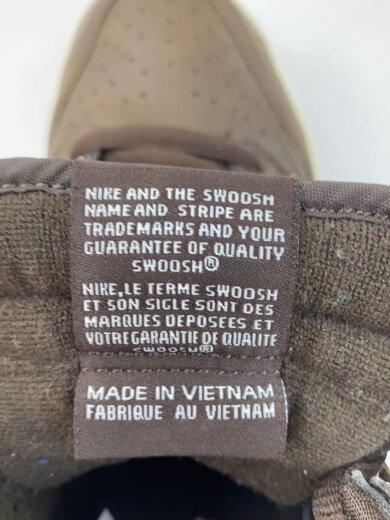 NIKE AND THE SWOOSH
NAME AND STRIPE ARE
TRADEMARKS AND YOUR
GUARANTEE OF QUALITY
SWOOSH®
NIKE, LE TERME SWOOSH
ET SON SIGLE SONT DES
MARQUES DEPOSEES ET
VOTRE GARANTIE DE QUALITE
SWOOSH®
MADE IN VIETNAM
FABRIQUE AU VIETNAM